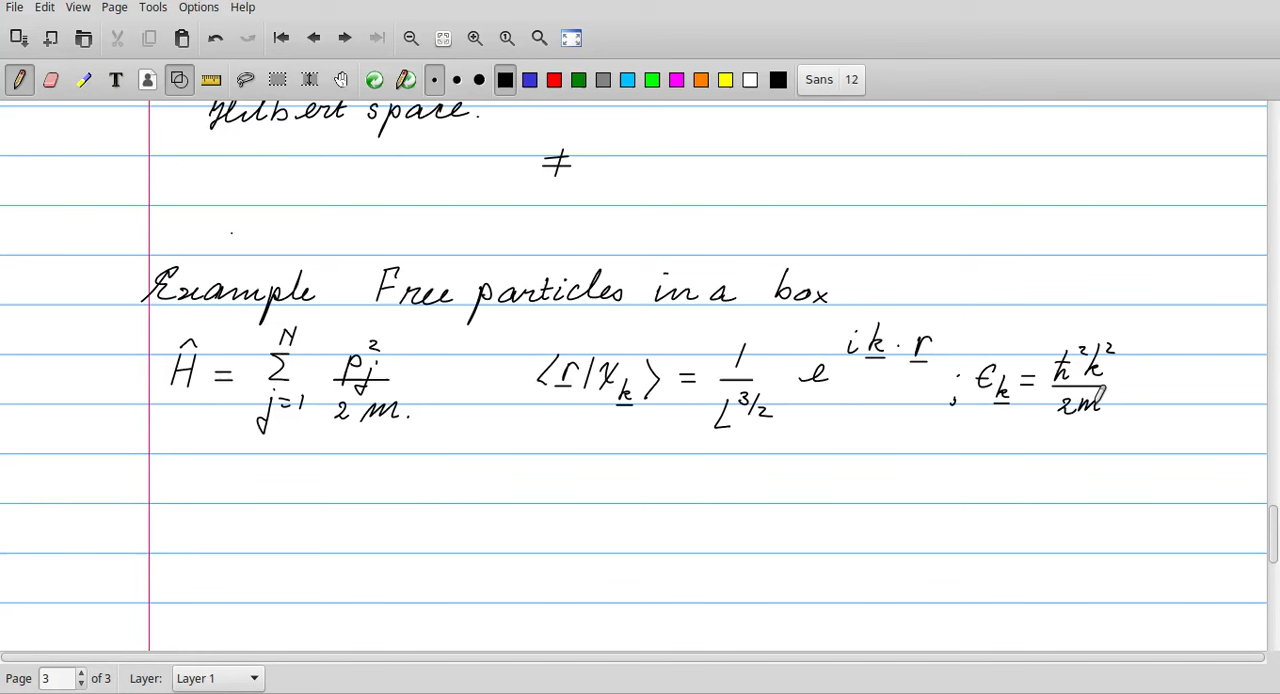 File Edit View Page Tools Options Help
T Sans 12
Hilbert space.
≠
Example Free particles in a box
Ĥ = Σ_{j=1}^{N} p_j^2 / 2m. ⟨r|χ_k⟩ = 1/L^{3/2} e^{ik·r} ; ϵ_k = ħ^2k^2/2m
Page 3 of 3 Layer: Layer 1